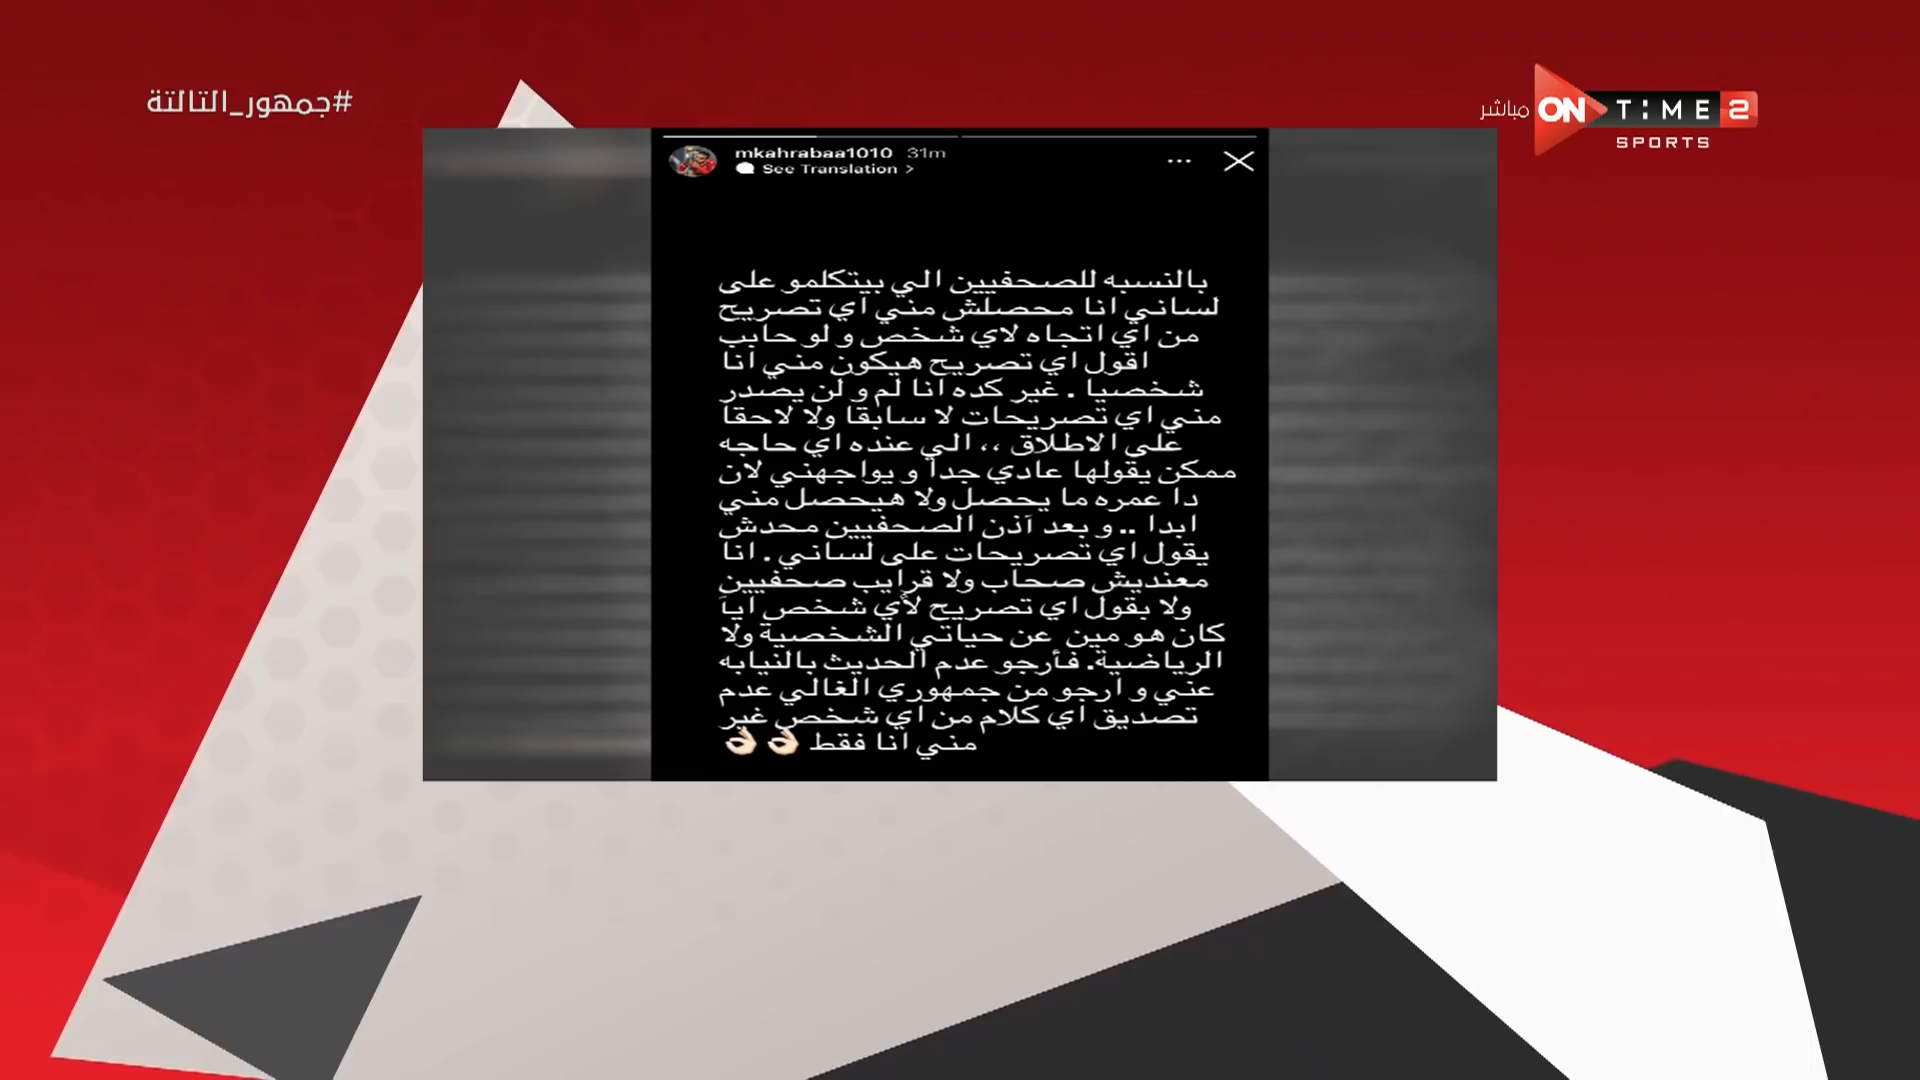 #جمهور_التالتة
مباشر ON TIME 2
SPORTS
mkahrabaa1010 31m
See Translation >
بالنسبه للصحفيين الي بيتكلمو على
لساني انا محصلش مني اي تصريح
من اي اتجاه لاي شخص و لو حابب
اقول اي تصريح هيكون مني انا
شخصيا . غير كده انا لم و لن يصدر
مني اي تصريحات لا سابقا ولا لاحقا
على الاطلاق ،، الي عنده اي حاجه
ممكن يقولها عادي جدا و يواجهني لان
دا عمره ما يحصل ولا هيحصل مني
ابدا .. و بعد آذن الصحفيين محدش
يقول اي تصريحات على لساني . انا
معنديش صحاب ولا قرايب صحفيين
ولا بقول اي تصريح لأي شخص اياَ
كان هو مين عن حياتي الشخصية ولا
الرياضية. فأرجو عدم الحديث بالنيابه
عني و ارجو من جمهوري الغالي عدم
تصديق اي كلام من اي شخص غير
مني انا فقط 👌🏻👌🏻